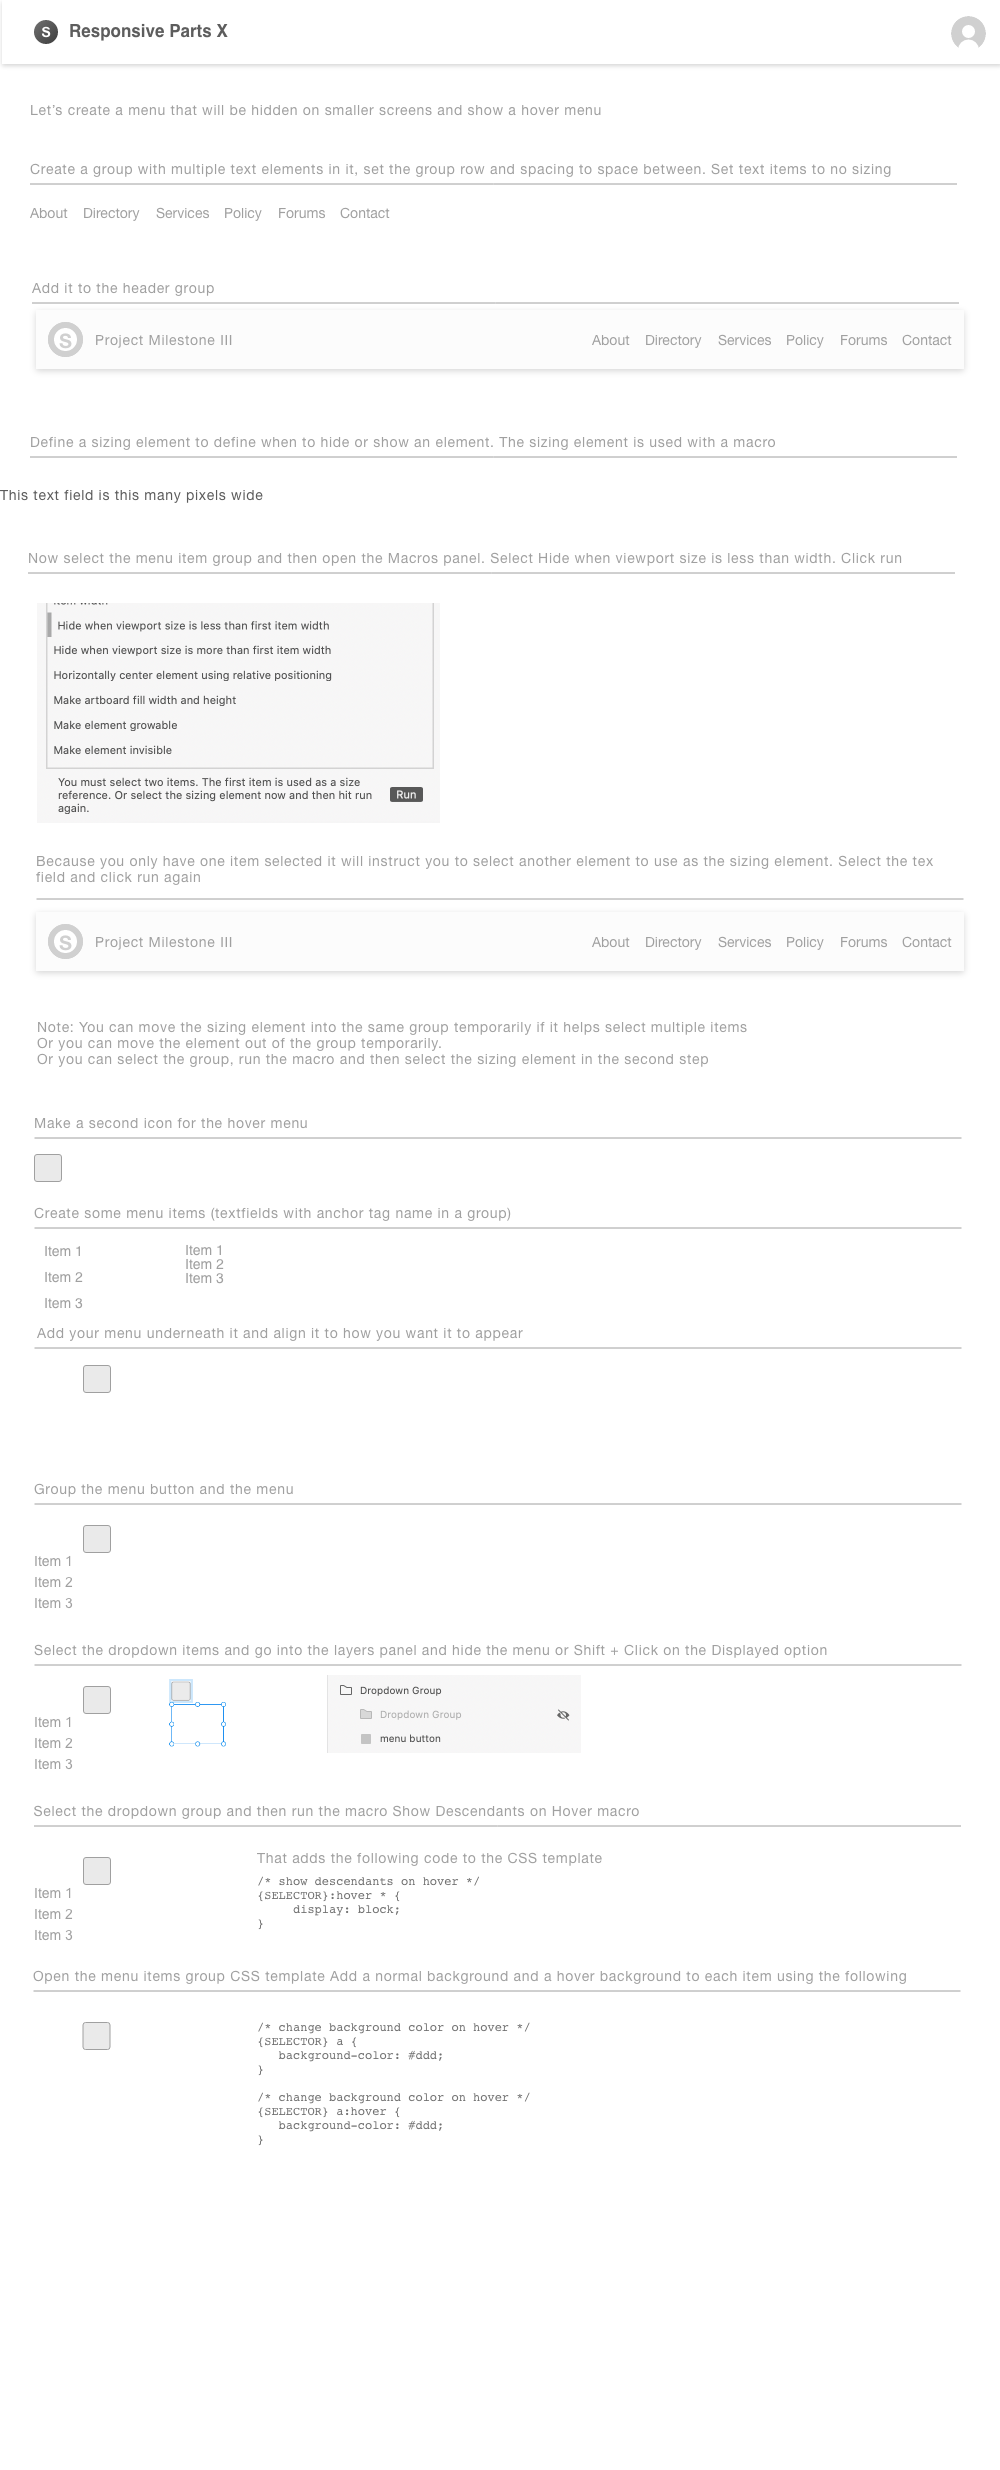 S Responsive Parts X
Let's create a menu that will be hidden on smaller screens and show a hover menu
Create a group with multiple text elements in it, set the group row and spacing to space between. Set text items to no sizing
About Directory Services Policy Forums Contact
Add it to the header group
S Project Milestone III About Directory Services Policy Forums Contact
Define a sizing element to define when to hide or show an element. The sizing element is used with a macro
This text field is this many pixels wide
Now select the menu item group and then open the Macros panel. Select Hide when viewport size is less than width. Click run
item width
Hide when viewport size is less than first item width
Hide when viewport size is more than first item width
Horizontally center element using relative positioning
Make artboard fill width and height
Make element growable
Make element invisible
You must select two items. The first item is used as a size
reference. Or select the sizing element now and then hit run
again.
Run
Because you only have one item selected it will instruct you to select another element to use as the sizing element. Select the tex
field and click run again
S Project Milestone III About Directory Services Policy Forums Contact
Note: You can move the sizing element into the same group temporarily if it helps select multiple items
Or you can move the element out of the group temporarily.
Or you can select the group, run the macro and then select the sizing element in the second step
Make a second icon for the hover menu
Create some menu items (textfields with anchor tag name in a group)
Item 1
Item 2
Item 3
Item 1
Item 2
Item 3
Add your menu underneath it and align it to how you want it to appear
Group the menu button and the menu
Item 1
Item 2
Item 3
Select the dropdown items and go into the layers panel and hide the menu or Shift + Click on the Displayed option
Item 1
Item 2
Item 3
Dropdown Group
Dropdown Group
menu button
Select the dropdown group and then run the macro Show Descendants on Hover macro
Item 1
Item 2
Item 3
That adds the following code to the CSS template
/* show descendants on hover */
{SELECTOR}:hover * {
display: block;
}
Open the menu items group CSS template Add a normal background and a hover background to each item using the following
/* change background color on hover */
{SELECTOR} a {
background-color: #ddd;
}
/* change background color on hover */
{SELECTOR} a:hover {
background-color: #ddd;
}